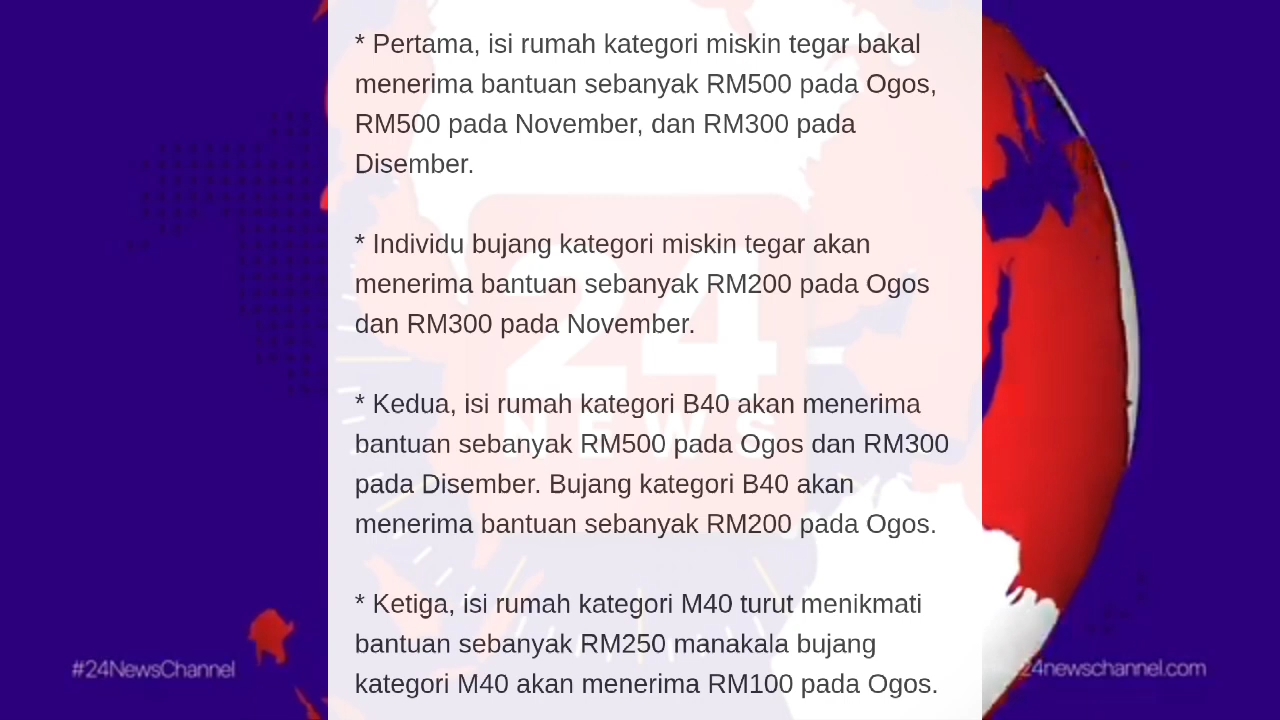 * Pertama, isi rumah kategori miskin tegar bakal
menerima bantuan sebanyak RM500 pada Ogos,
RM500 pada November, dan RM300 pada
Disember.
* Individu bujang kategori miskin tegar akan
menerima bantuan sebanyak RM200 pada Ogos
dan RM300 pada November.
* Kedua, isi rumah kategori B40 akan menerima
bantuan sebanyak RM500 pada Ogos dan RM300
pada Disember. Bujang kategori B40 akan
menerima bantuan sebanyak RM200 pada Ogos.
* Ketiga, isi rumah kategori M40 turut menikmati
bantuan sebanyak RM250 manakala bujang
kategori M40 akan menerima RM100 pada Ogos.
24
NEWS
#24NewsChannel
24newschannel.com